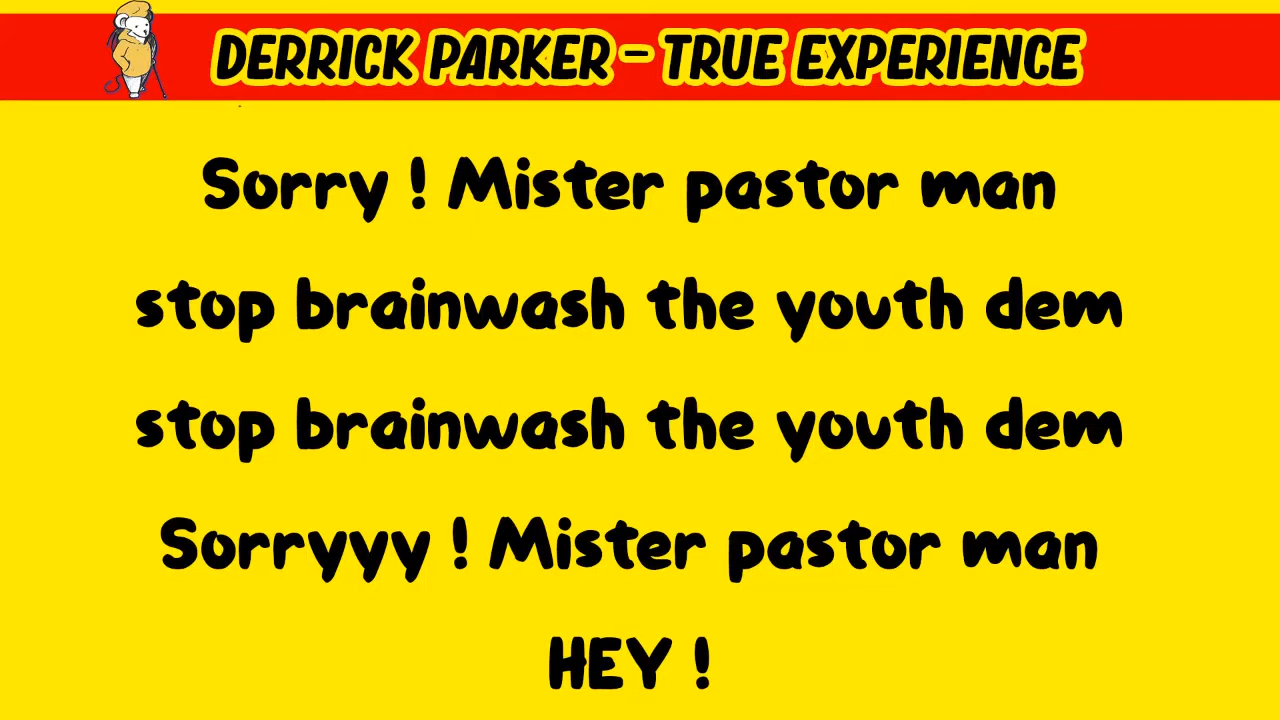 DERRICK PARKER - TRUE EXPERIENCE
Sorry ! Mister pastor man
stop brainwash the youth dem
stop brainwash the youth dem
Sorryyy ! Mister pastor man
HEY !